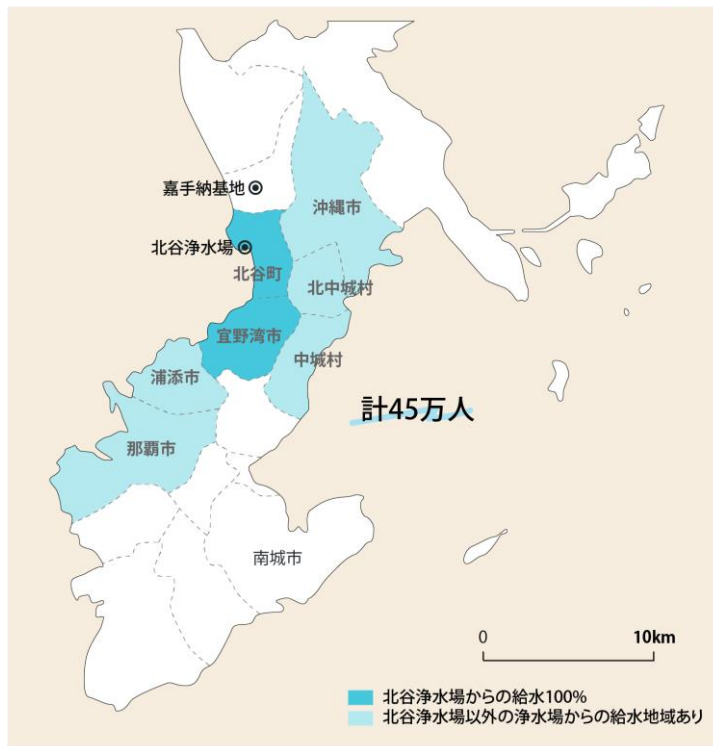 嘉手納基地
沖縄市
北谷浄水場
北谷町
北中城村
宜野湾市
中城村
浦添市
計45万人
那覇市
南城市
0 10km
北谷浄水場からの給水100%
北谷浄水場以外の浄水場からの給水地域あり